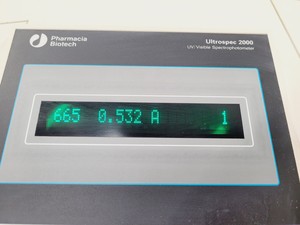 Pharmacia
Biotech
Ultrospec 2000
UV/Visible Spectrophotometer
665 0.532 A 1